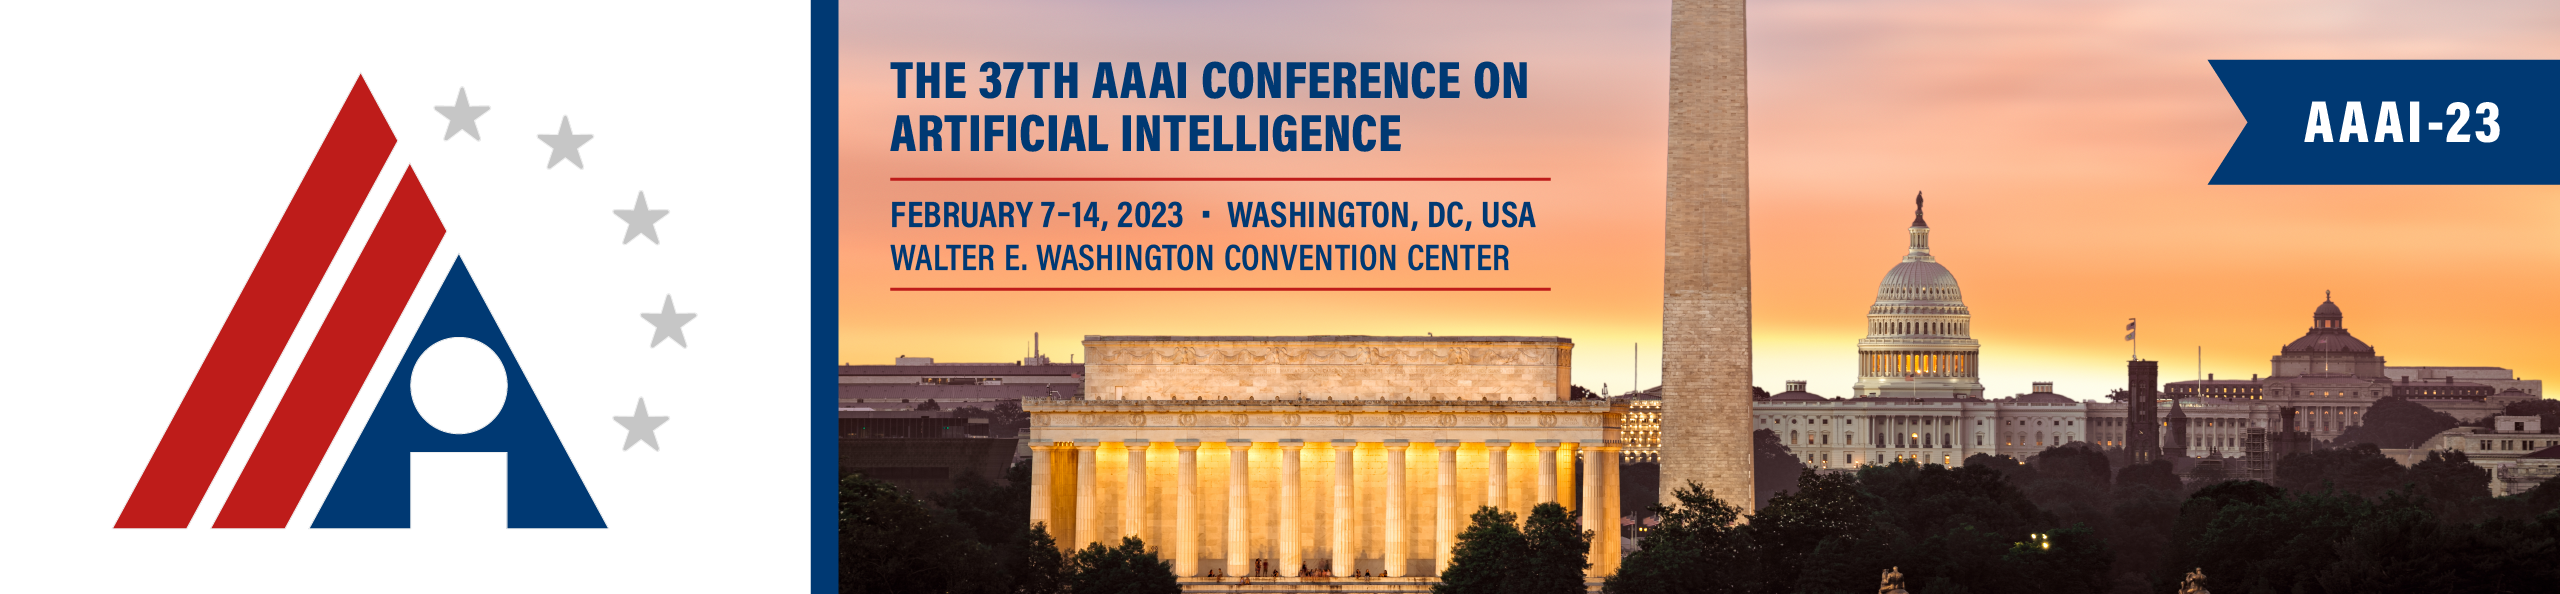 THE 37TH AAAI CONFERENCE ON
ARTIFICIAL INTELLIGENCE
FEBRUARY 7-14, 2023 ▪ WASHINGTON, DC, USA
WALTER E. WASHINGTON CONVENTION CENTER
AAAI-23